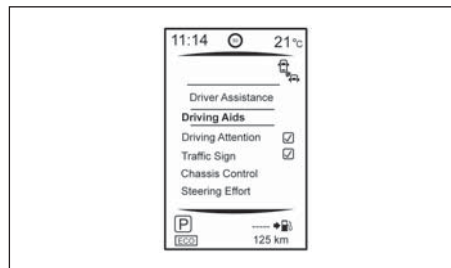 11:14 21°C
Driver Assistance
Driving Aids
Driving Attention
Traffic Sign
Chassis Control
Steering Effort
P -----
ECO 125 km